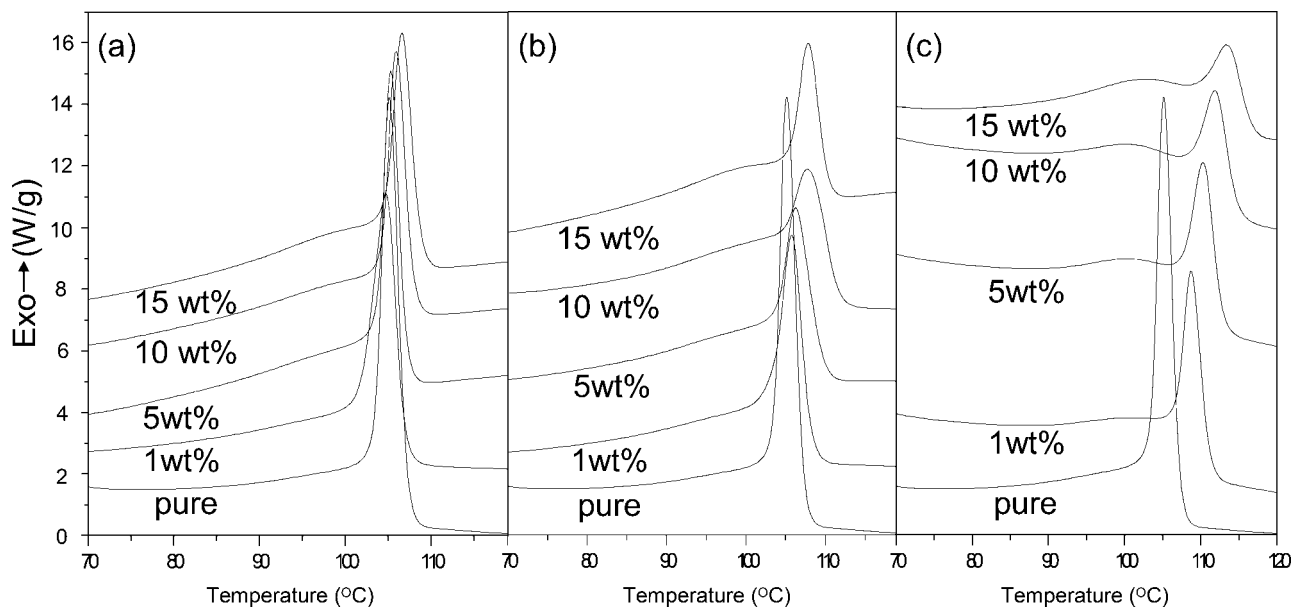 (a) (b) (c)
16
14
12
10
8
6
4
2
0
Exo→(W/g)
15 wt%
10 wt%
5wt%
1wt%
pure
15 wt%
10 wt%
5wt%
1wt%
pure
15 wt%
10 wt%
5wt%
1wt%
pure
70 80 90 100 110 70 80 90 100 110 70 80 90 100 110 120
Temperature (°C) Temperature (°C) Temperature (°C)